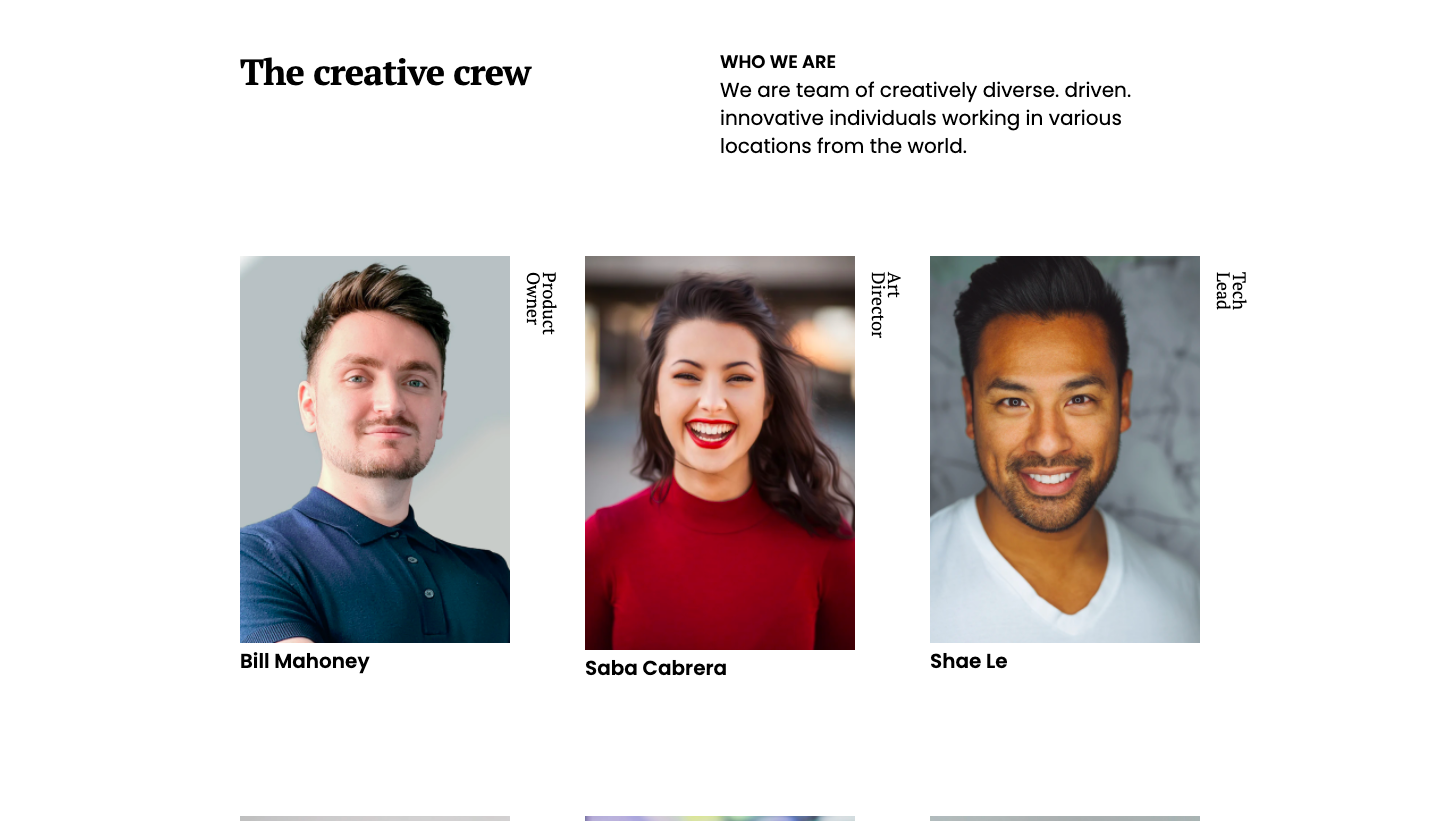 The creative crew
WHO WE ARE
We are team of creatively diverse. driven.
innovative individuals working in various
locations from the world.
Product
Owner
Bill Mahoney
Art
Director
Saba Cabrera
Tech
Lead
Shae Le